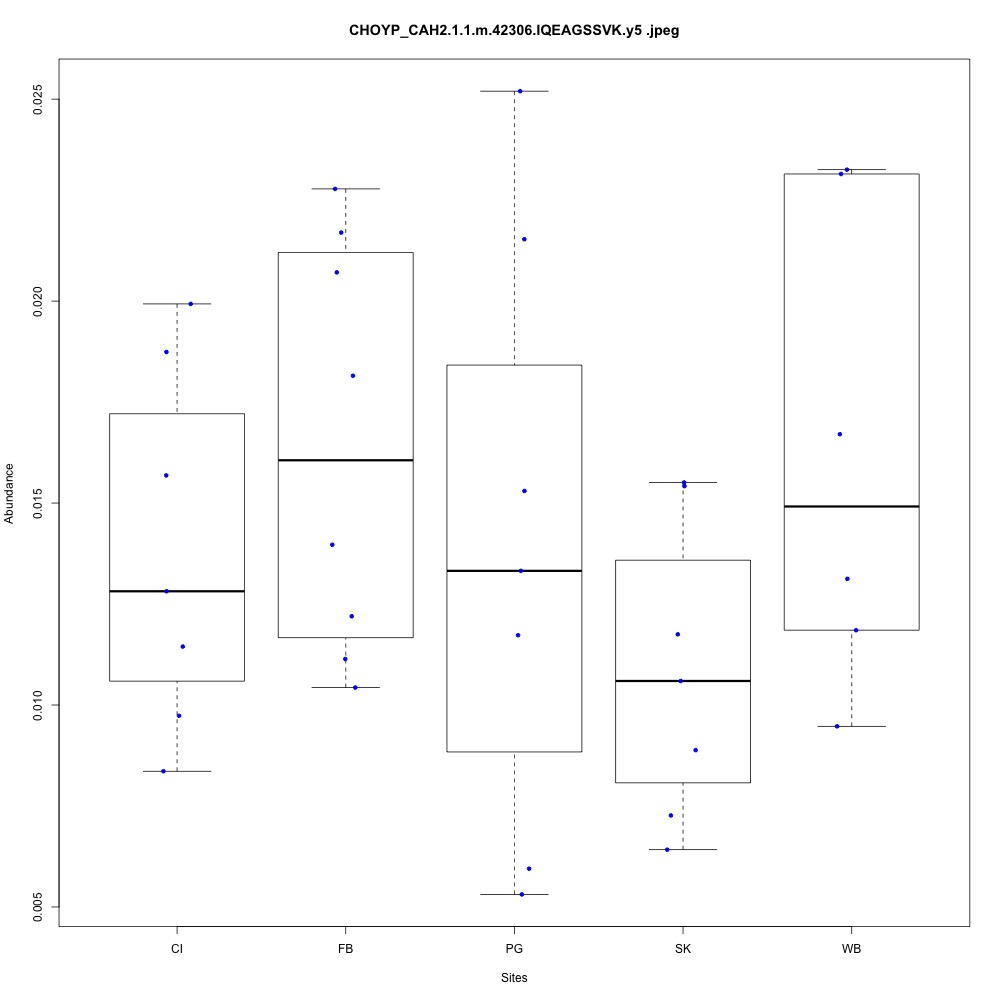 CHOYP_CAH2.1.1.m.42306.IQEAGSSVK.y5 .jpeg
Abundance
0.025
0.020
0.015
0.010
0.005
CI FB PG SK WB
Sites